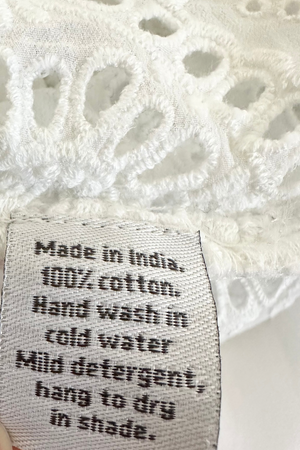 Made in India.
100% cotton.
Hand wash in
cold water
Mild detergent,
hang to dry
in shade.